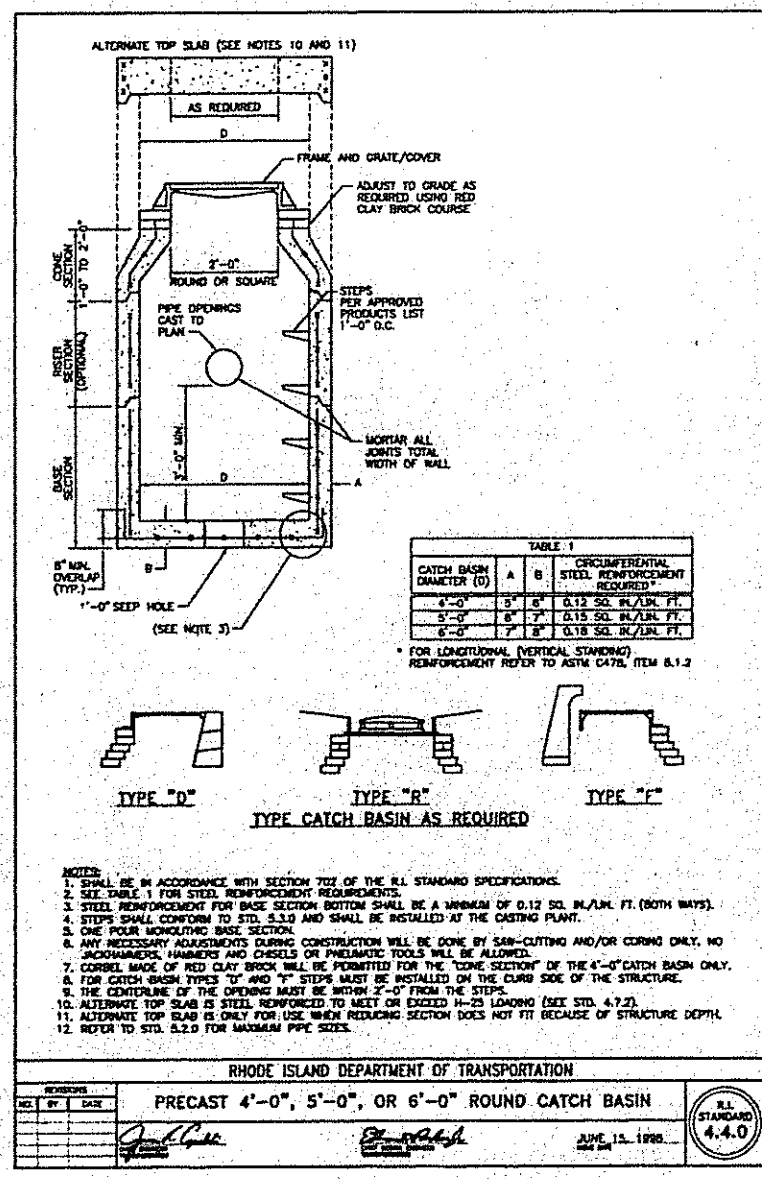 ALTERNATE TOP SLAB (SEE NOTES 10 AND 11)
AS REQUIRED
D
FRAME AND GRATE/COVER
ADJUST TO GRADE AS
REQUIRED USING RED
CLAY BRICK COURSE
CONE
SECTION
1'-0" TO 2'-0"
2'-0"
ROUND OR SQUARE
STEPS
PER APPROVED
PRODUCTS LIST
1'-0" O.C.
PIPE OPENINGS
CAST TO
PLAN
RISER
SECTION
(OPTIONAL)
MORTAR ALL
JOINTS TOTAL
WIDTH OF WALL
3'-0" MIN.
D
A
BASE
SECTION
8" MIN.
OVERLAP
(TYP.)
B
1'-0" SEEP HOLE
(SEE NOTE 3)
TABLE 1
CATCH BASIN DIAMETER (D) A B CIRCUMFERENTIAL STEEL REINFORCEMENT REQUIRED*
4'-0" 5" 6" 0.12 SQ. IN./LIN. FT.
5'-0" 6" 7" 0.15 SQ. IN./LIN. FT.
6'-0" 7" 8" 0.18 SQ. IN./LIN. FT.
* FOR LONGITUDINAL (VERTICAL STANDING)
REINFORCEMENT REFER TO ASTM C478, ITEM 8.1.2
TYPE "D"
TYPE "R"
TYPE "F"
TYPE CATCH BASIN AS REQUIRED
NOTES:
1. SHALL BE IN ACCORDANCE WITH SECTION 702 OF THE R.I. STANDARD SPECIFICATIONS.
2. SEE TABLE 1 FOR STEEL REINFORCEMENT REQUIREMENTS.
3. STEEL REINFORCEMENT FOR BASE SECTION BOTTOM SHALL BE A MINIMUM OF 0.12 SQ. IN./LIN. FT. (BOTH WAYS).
4. STEPS SHALL CONFORM TO STD. 5.3.0 AND SHALL BE INSTALLED AT THE CASTING PLANT.
5. ONE POUR MONOLITHIC BASE SECTION.
6. ANY NECESSARY ADJUSTMENTS DURING CONSTRUCTION WILL BE DONE BY SAW-CUTTING AND/OR CORING ONLY, NO
JACKHAMMERS, HAMMERS AND CHISELS OR PNEUMATIC TOOLS WILL BE ALLOWED.
7. CORBEL MADE OF RED CLAY BRICK WILL BE PERMITTED FOR THE "CONE SECTION" OF THE 4'-0" CATCH BASIN ONLY.
8. FOR CATCH BASIN TYPES "D" AND "F" STEPS MUST BE INSTALLED ON THE CURB SIDE OF THE STRUCTURE.
9. THE CENTERLINE OF THE OPENING MUST BE WITHIN 2'-0" FROM THE STEPS.
10. ALTERNATE TOP SLAB IS STEEL REINFORCED TO MEET OR EXCEED H-25 LOADING (SEE STD. 4.7.2).
11. ALTERNATE TOP SLAB IS ONLY FOR USE WHEN REDUCING SECTION DOES NOT FIT BECAUSE OF STRUCTURE DEPTH.
12. REFER TO STD. 5.2.0 FOR MAXIMUM PIPE SIZES.
RHODE ISLAND DEPARTMENT OF TRANSPORTATION
REVISIONS
NO. BY DATE
PRECAST 4'-0", 5'-0", OR 6'-0" ROUND CATCH BASIN
JUNE 15, 1998
R.I.
STANDARD
4.4.0